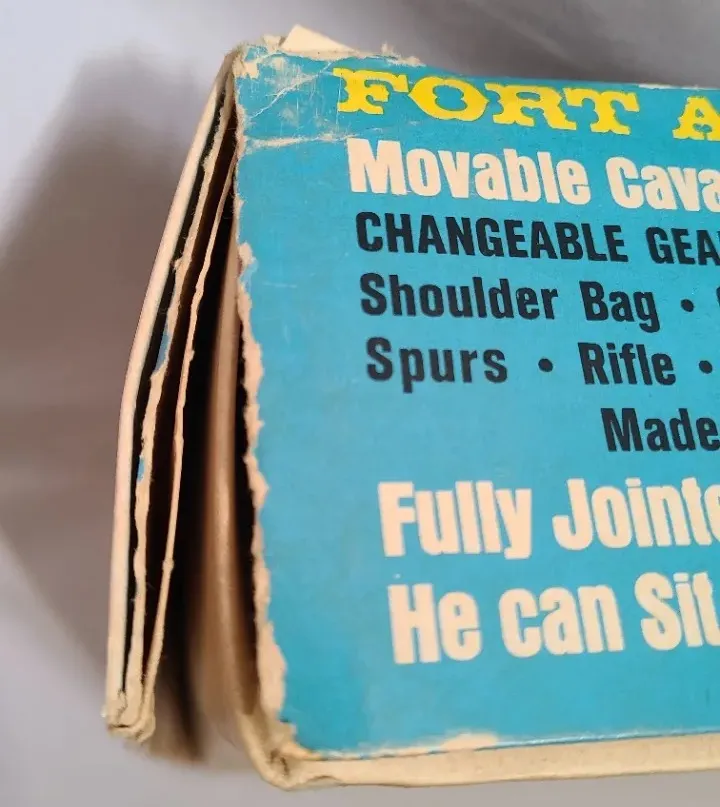 FORT A
Movable Cava
CHANGEABLE GEA
Shoulder Bag •
Spurs • Rifle •
Made
Fully Jointe
He can Sit